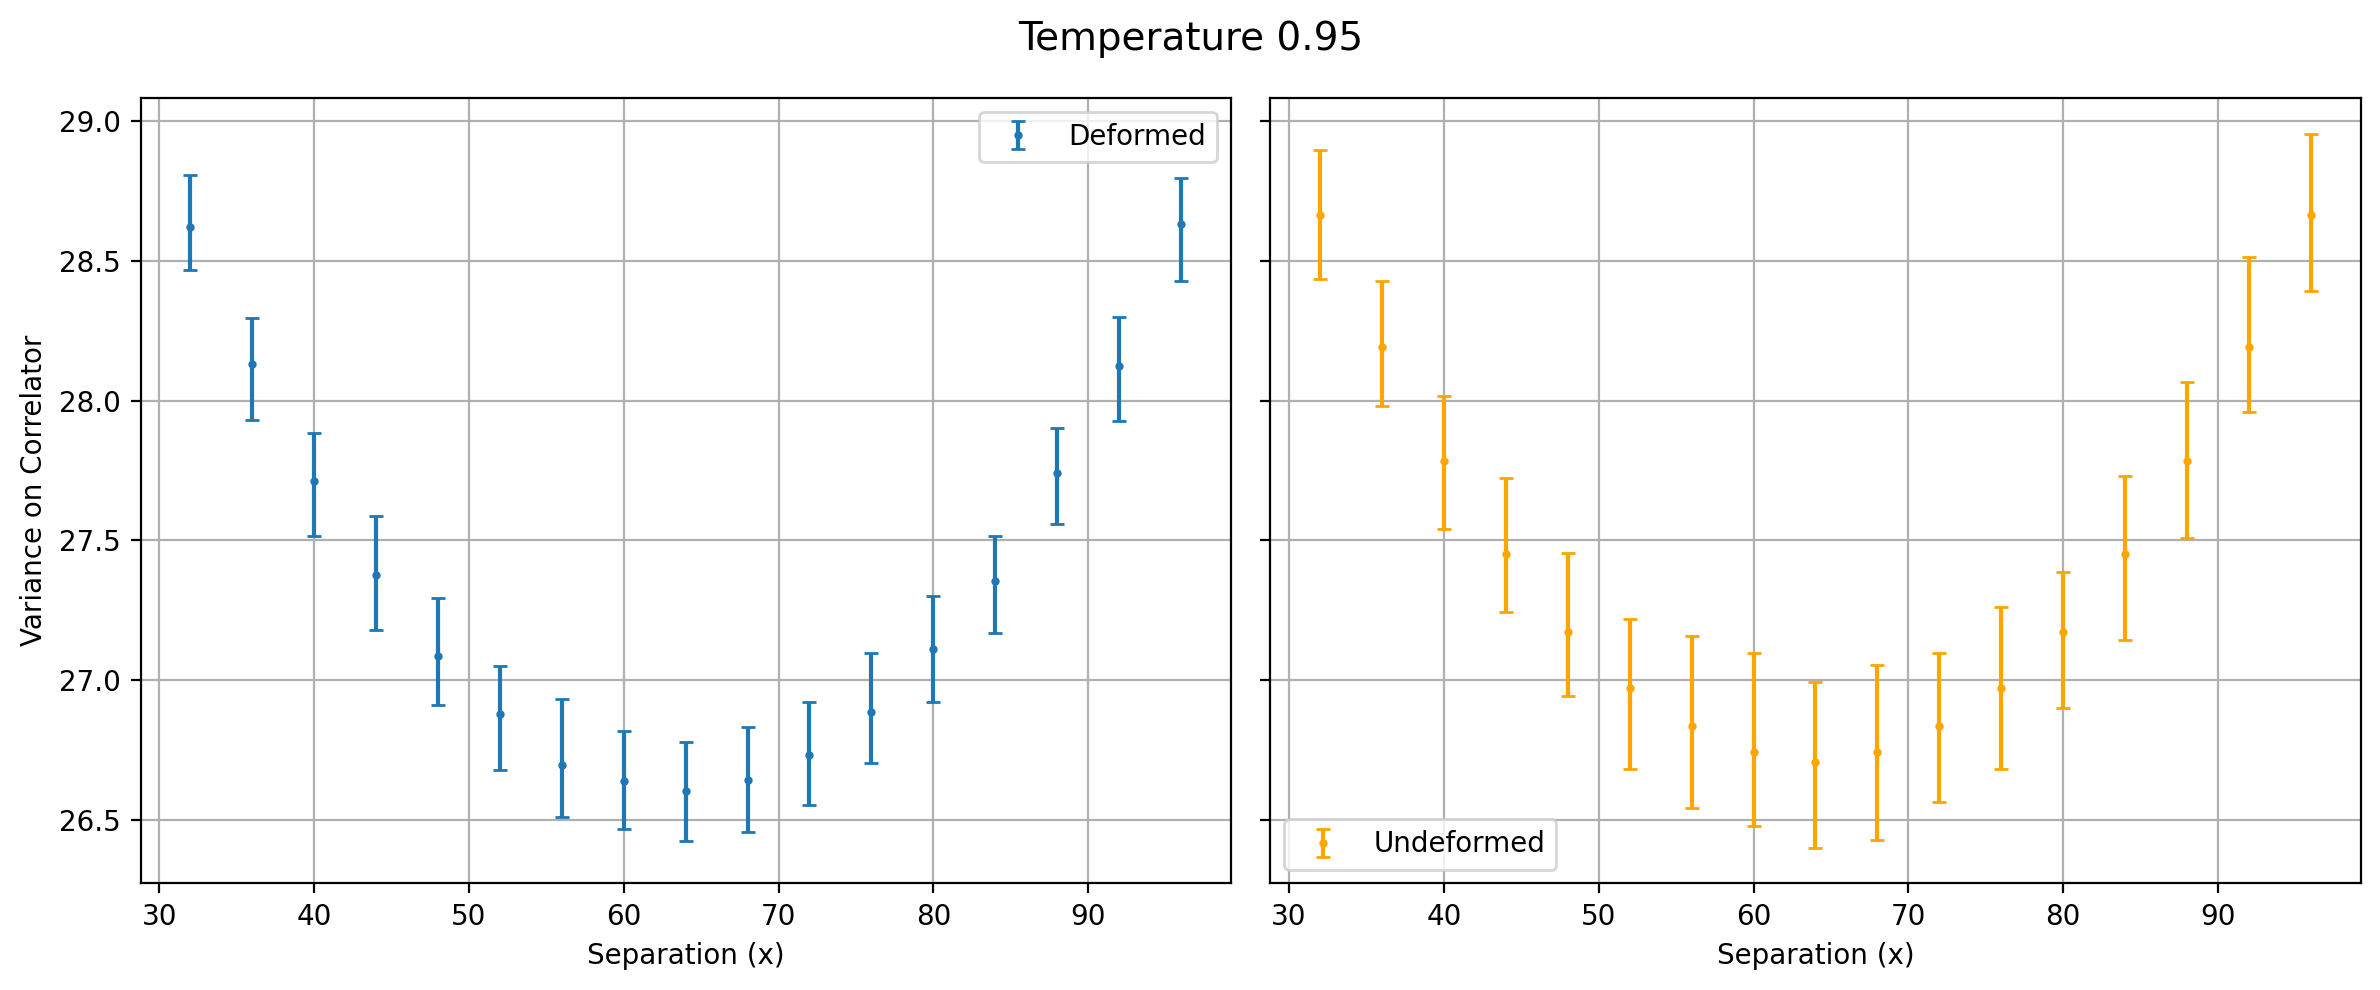 Temperature 0.95
Variance on Correlator
29.0
28.5
28.0
27.5
27.0
26.5
Deformed
30 40 50 60 70 80 90
Separation (x)
Undeformed
30 40 50 60 70 80 90
Separation (x)